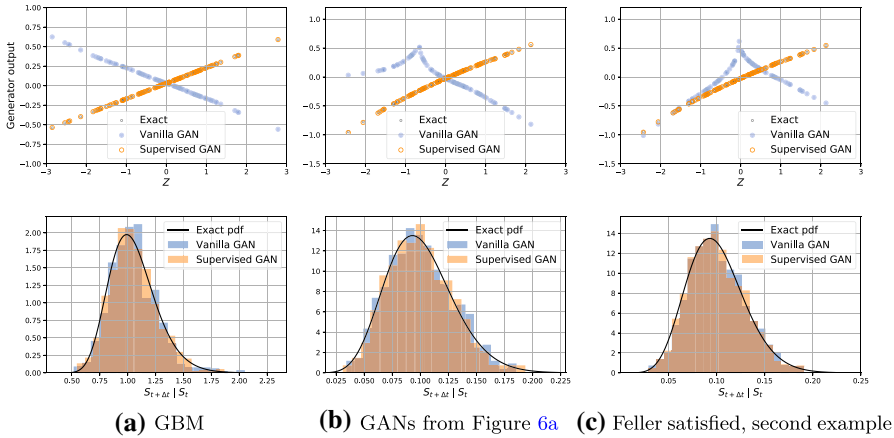 Generator output
1.00
0.75
0.50
0.25
0.00
−0.25
−0.50
−0.75
−1.00
−3 −2 −1 0 1 2 3
Z
Exact
Vanilla GAN
Supervised GAN
1.0
0.5
0.0
−0.5
−1.0
−1.5
−3 −2 −1 0 1 2 3
Z
Exact
Vanilla GAN
Supervised GAN
1.0
0.5
0.0
−0.5
−1.0
−1.5
−3 −2 −1 0 1 2 3
Z
Exact
Vanilla GAN
Supervised GAN
2.00
1.75
1.50
1.25
1.00
0.75
0.50
0.25
0.00
0.50 0.75 1.00 1.25 1.50 1.75 2.00 2.25
S_{t+Δt} | S_t
Exact pdf
Vanilla GAN
Supervised GAN
14
12
10
8
6
4
2
0
0.025 0.050 0.075 0.100 0.125 0.150 0.175 0.200 0.225
S_{t+Δt} | S_t
Exact pdf
Vanilla GAN
Supervised GAN
14
12
10
8
6
4
2
0
0.05 0.10 0.15 0.20 0.25
S_{t+Δt} | S_t
Exact pdf
Vanilla GAN
Supervised GAN
(a) GBM
(b) GANs from Figure 6a
(c) Feller satisfied, second example